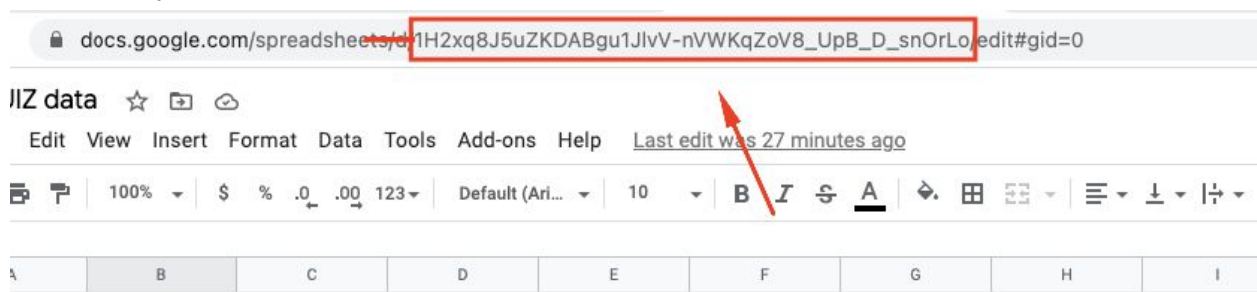 docs.google.com/spreadsheets/d/1H2xq8J5uZKDABgu1JlvV-nVWKqZoV8_UpB_D_snOrLo/edit#gid=0
JIZ data
Edit View Insert Format Data Tools Add-ons Help Last edit was 27 minutes ago
100% $ % .0 .00 123 Default (Ari... 10 B I S A
A B C D E F G H I